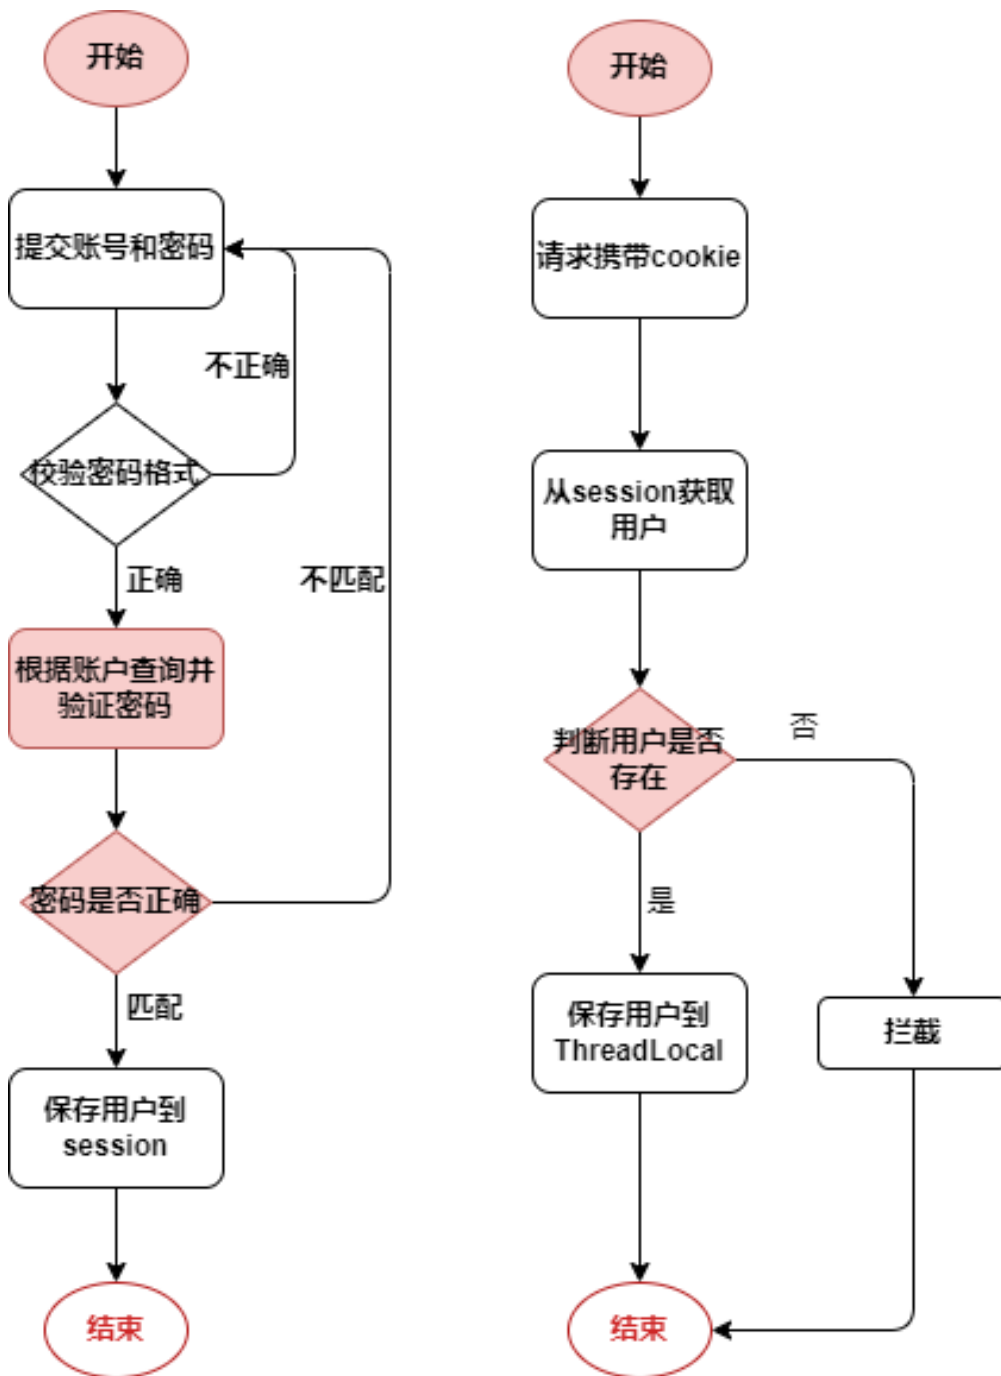 开始
提交账号和密码
不正确
校验密码格式
正确
不匹配
根据账户查询并
验证密码
密码是否正确
匹配
保存用户到
session
结束
开始
请求携带cookie
从session获取
用户
判断用户是否
存在
否
是
保存用户到
ThreadLocal
拦截
结束